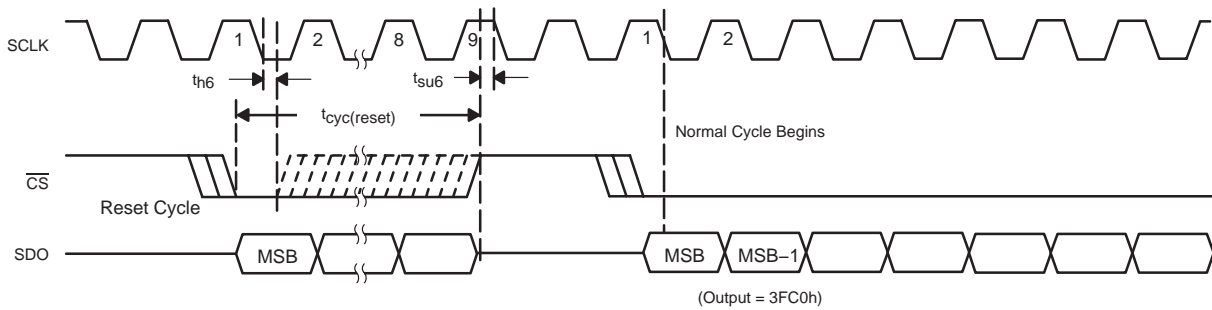 SCLK
1 2 8 9 1 2
th6
tsu6
tcyc(reset)
Normal Cycle Begins
CS
Reset Cycle
SDO
MSB MSB MSB–1
(Output = 3FC0h)